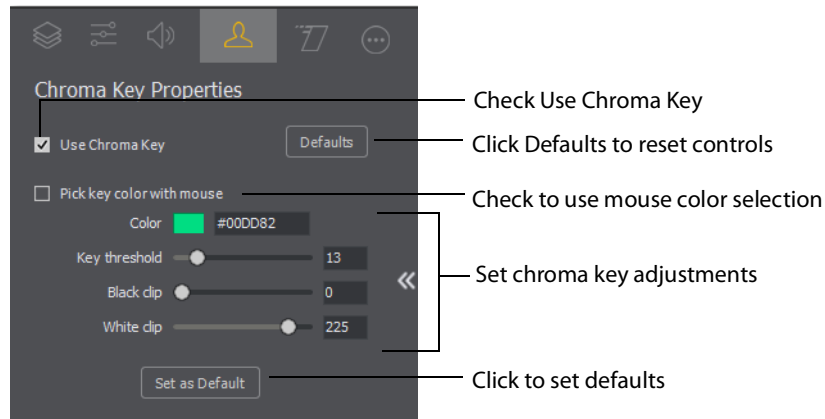 Chroma Key Properties
Check Use Chroma Key
Use Chroma Key
Defaults
Click Defaults to reset controls
Pick key color with mouse
Check to use mouse color selection
Color
#00DD82
Key threshold
13
Set chroma key adjustments
Black clip
0
White clip
225
Set as Default
Click to set defaults